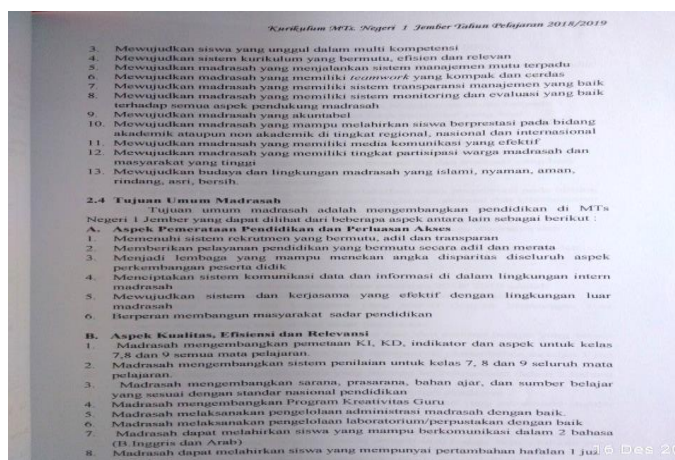 Kurikulum MTs. Negeri 1 Jember Tahun Pelajaran 2018/2019
3. Mewujudkan siswa yang unggul dalam multi kompetensi
4. Mewujudkan sistem kurikulum yang bermutu, efisien dan relevan
5. Mewujudkan madrasah yang menjalankan sistem manajemen mutu terpadu
6. Mewujudkan madrasah yang memiliki teamwork yang kompak dan cerdas
7. Mewujudkan madrasah yang memiliki sistem transparansi manajemen yang baik
8. Mewujudkan madrasah yang memiliki sistem monitoring dan evaluasi yang baik
terhadap semua aspek pendukung madrasah
9. Mewujudkan madrasah yang akuntabel
10. Mewujudkan madrasah yang mampu melahirkan siswa berprestasi pada bidang
akademik ataupun non akademik di tingkat regional, nasional dan internasional
11. Mewujudkan madrasah yang memiliki media komunikasi yang efektif
12. Mewujudkan madrasah yang memiliki tingkat partisipasi warga madrasah dan
masyarakat yang tinggi
13. Mewujudkan budaya dan lingkungan madrasah yang islami, nyaman, aman,
rindang, asri, bersih.
2.4 Tujuan Umum Madrasah
Tujuan umum madrasah adalah mengembangkan pendidikan di MTs
Negeri 1 Jember yang dapat dilihat dari beberapa aspek antara lain sebagai berikut :
A. Aspek Pemerataan Pendidikan dan Perluasan Akses
1. Memenuhi sistem rekrutmen yang bermutu, adil dan transparan
2. Memberikan pelayanan pendidikan yang bermutu secara adil dan merata
3. Menjadi lembaga yang mampu menekan angka disparitas diseluruh aspek
perkembangan peserta didik
4. Menciptakan sistem komunikasi data dan informasi di dalam lingkungan intern
madrasah
5. Mewujudkan sistem dan kerjasama yang efektif dengan lingkungan luar
madrasah
6. Berperan membangun masyarakat sadar pendidikan
B. Aspek Kualitas, Efisiensi dan Relevansi
1. Madrasah mengembangkan pemetaan KI, KD, indikator dan aspek untuk kelas
7,8 dan 9 semua mata pelajaran.
2. Madrasah mengembangkan sistem penilaian untuk kelas 7, 8 dan 9 seluruh mata
pelajaran.
3. Madrasah mengembangkan sarana, prasarana, bahan ajar, dan sumber belajar
yang sesuai dengan standar nasional pendidikan
4. Madrasah mengembangkan Program Kreativitas Guru
5. Madrasah melaksanakan pengelolaan administrasi madrasah dengan baik.
6. Madrasah melaksanakan pengelolaan laboratorium/perpustakan dengan baik
7. Madrasah dapat melahirkan siswa yang mampu berkomunikasi dalam 2 bahasa
(B.Inggris dan Arab)
8. Madrasah dapat melahirkan siswa yang mempunyai pertambahan hafalan 1 juz
16 Des 20